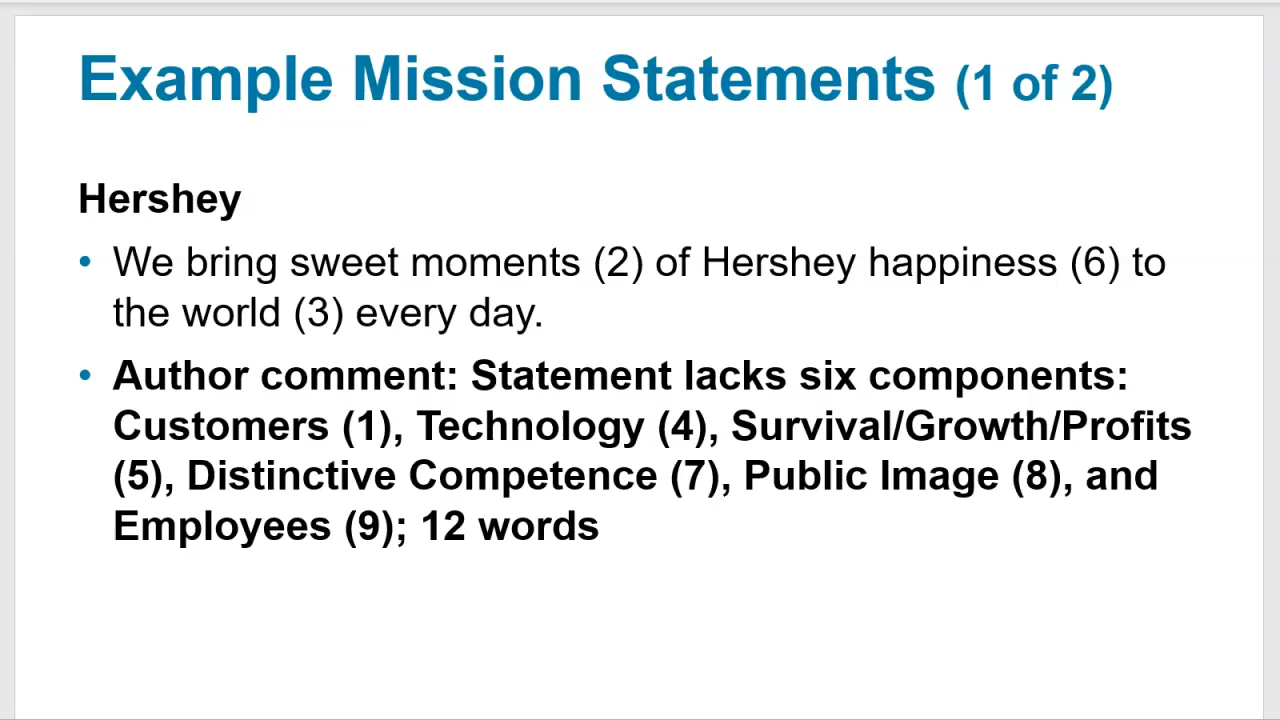 Example Mission Statements (1 of 2)
Hershey
• We bring sweet moments (2) of Hershey happiness (6) to
the world (3) every day.
• Author comment: Statement lacks six components:
Customers (1), Technology (4), Survival/Growth/Profits
(5), Distinctive Competence (7), Public Image (8), and
Employees (9); 12 words